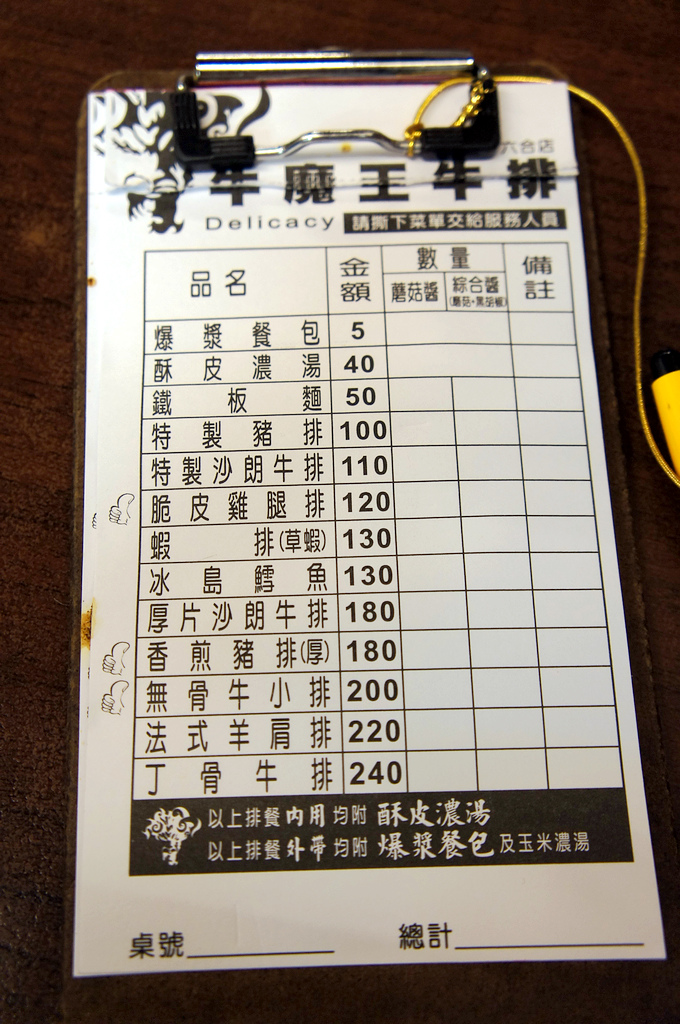 六合店
牛魔王牛排
Delicacy 請撕下菜單交給服務人員
品名 金額 數量 備註
蘑菇醬 綜合醬(蘑菇+黑胡椒)
爆漿餐包 5
酥皮濃湯 40
鐵板麵 50
特製豬排 100
特製沙朗牛排 110
脆皮雞腿排 120
蝦排(草蝦) 130
冰島鱈魚 130
厚片沙朗牛排 180
香煎豬排(厚) 180
無骨牛小排 200
法式羊肩排 220
丁骨牛排 240
以上排餐內用均附 酥皮濃湯
以上排餐外帶均附 爆漿餐包及玉米濃湯
桌號 總計